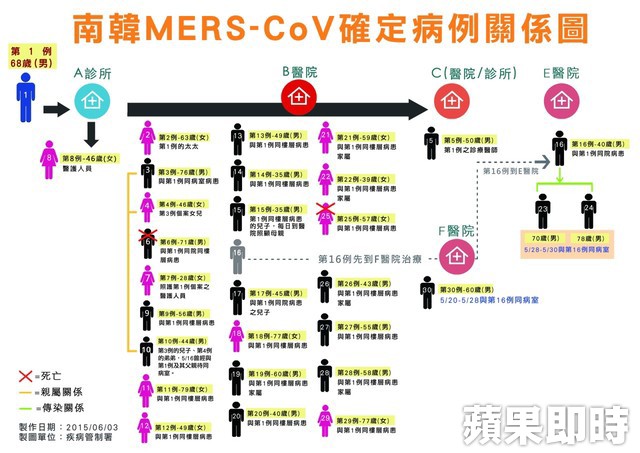 南韓MERS-CoV確定病例關係圖
第1例
68歲(男)
1
A診所
B醫院
C(醫院/診所)
E醫院
8
第8例-46歲(女)
醫護人員
2
第2例-63歲(女)
第1例的太太
3
第3例-76歲(男)
與第1例同病室病患
4
第4例-46歲(女)
第3例個案女兒
6
第6例-71歲(男)
與第1例同院同樓
層病患
7
第7例-28歲(女)
照護第1例個案之
醫護人員
9
第9例-56歲(男)
與第1例同樓層病患
10
第10例-44歲(男)
第3例的兒子、第4例
的弟弟，5/16曾經與
第1例及其父親待同
病室。
11
第11例-79歲(女)
與第1例同樓層病患
12
第12例-49歲(女)
與第1例同樓層病患
13
第13例-49歲(男)
與第1例同樓層病患
14
第14例-35歲(男)
與第1例同樓層病患
15
第15例-35歲(男)
第1例同樓層病患
的兒子，每日到醫
院照顧母親
16
第16例先到F醫院治療
17
第17例-45歲(男)
與第1例同院病患
之兒子
18
第18例-77歲(女)
與第1例同樓層病患
19
第19例-60歲(男)
與第1例同樓層病患
家屬
20
第20例-40歲(男)
與第1例同樓層病患
21
第21例-59歲(女)
與第1例同樓層病患
家屬
22
第22例-39歲(女)
與第1例同樓層病患
家屬
25
第25例-57歲(女)
與第1例同樓層病患
26
第26例-43歲(男)
與第1例同樓層病患
家屬
27
第27例-55歲(男)
與第1例同樓層病患
28
第28例-58歲(男)
與第1例同樓層病患
29
第29例-77歲(女)
與第1例同樓層病患
5
第5例-50歲(男)
第1例之診療醫師
第16例到E醫院
F醫院
30
第30例-60歲(男)
5/20-5/28與第16例同病室
16
第16例-40歲(男)
與第1例同院病患
23
24
70歲(男)
78歲(男)
5/28-5/30與第16例同病室
=死亡
=親屬關係
=傳染關係
製作日期：2015/06/03
製圖單位：疾病管制署
蘋果即時